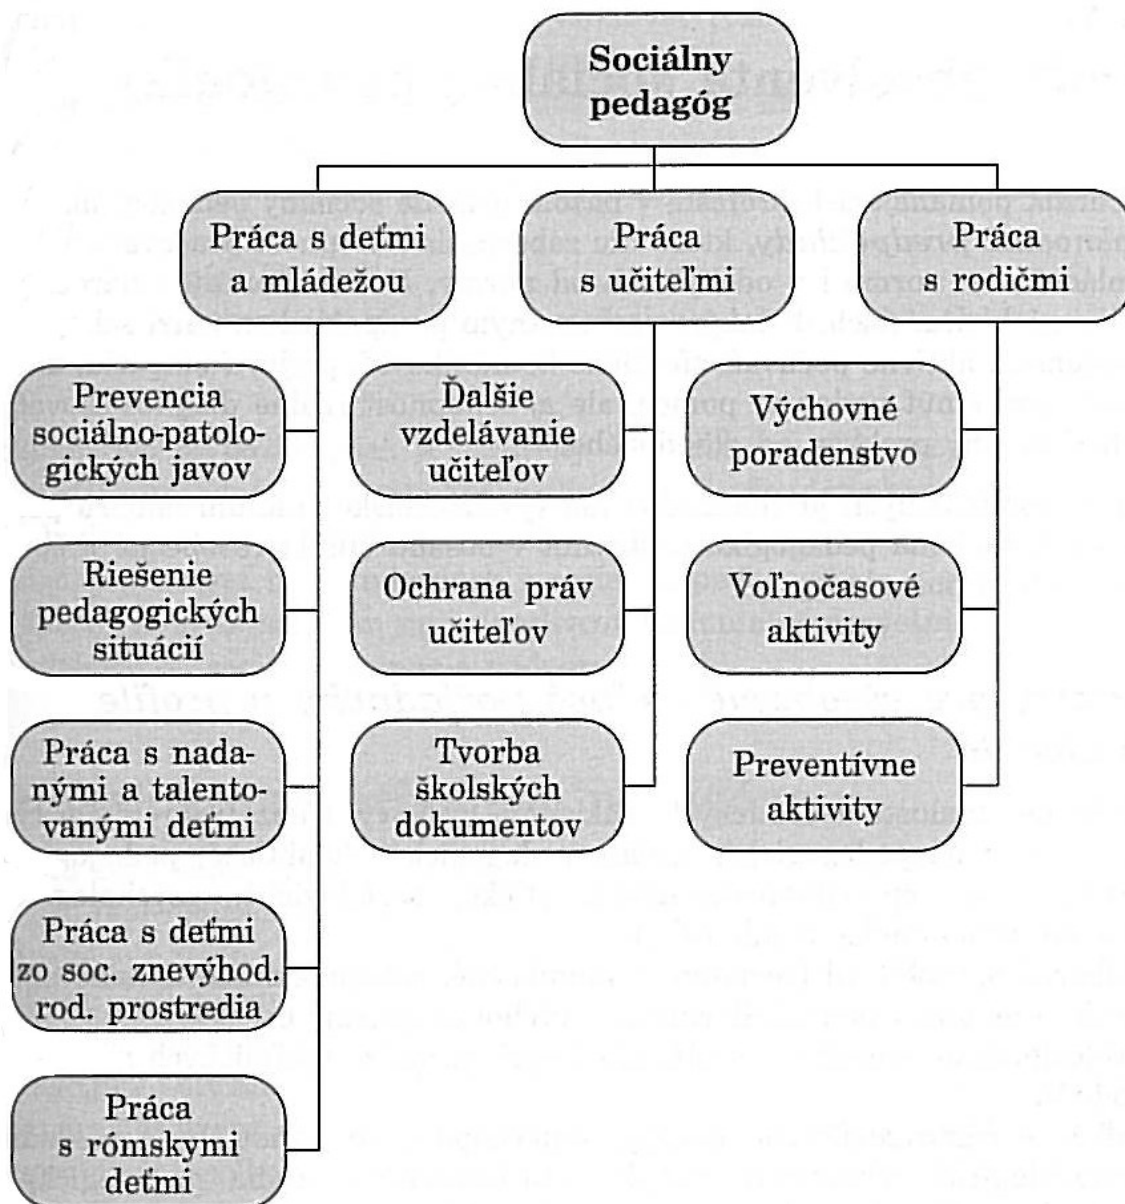 Sociálny
pedagóg
Práca s deťmi
a mládežou
Práca
s učiteľmi
Práca
s rodičmi
Prevencia
sociálno-patolo-
gických javov
Riešenie
pedagogických
situácií
Práca s nada-
nými a talento-
vanými deťmi
Práca s deťmi
zo soc. znevýhod.
rod. prostredia
Práca
s rómskymi
deťmi
Ďalšie
vzdelávanie
učiteľov
Ochrana práv
učiteľov
Tvorba
školských
dokumentov
Výchovné
poradenstvo
Voľnočasové
aktivity
Preventívne
aktivity